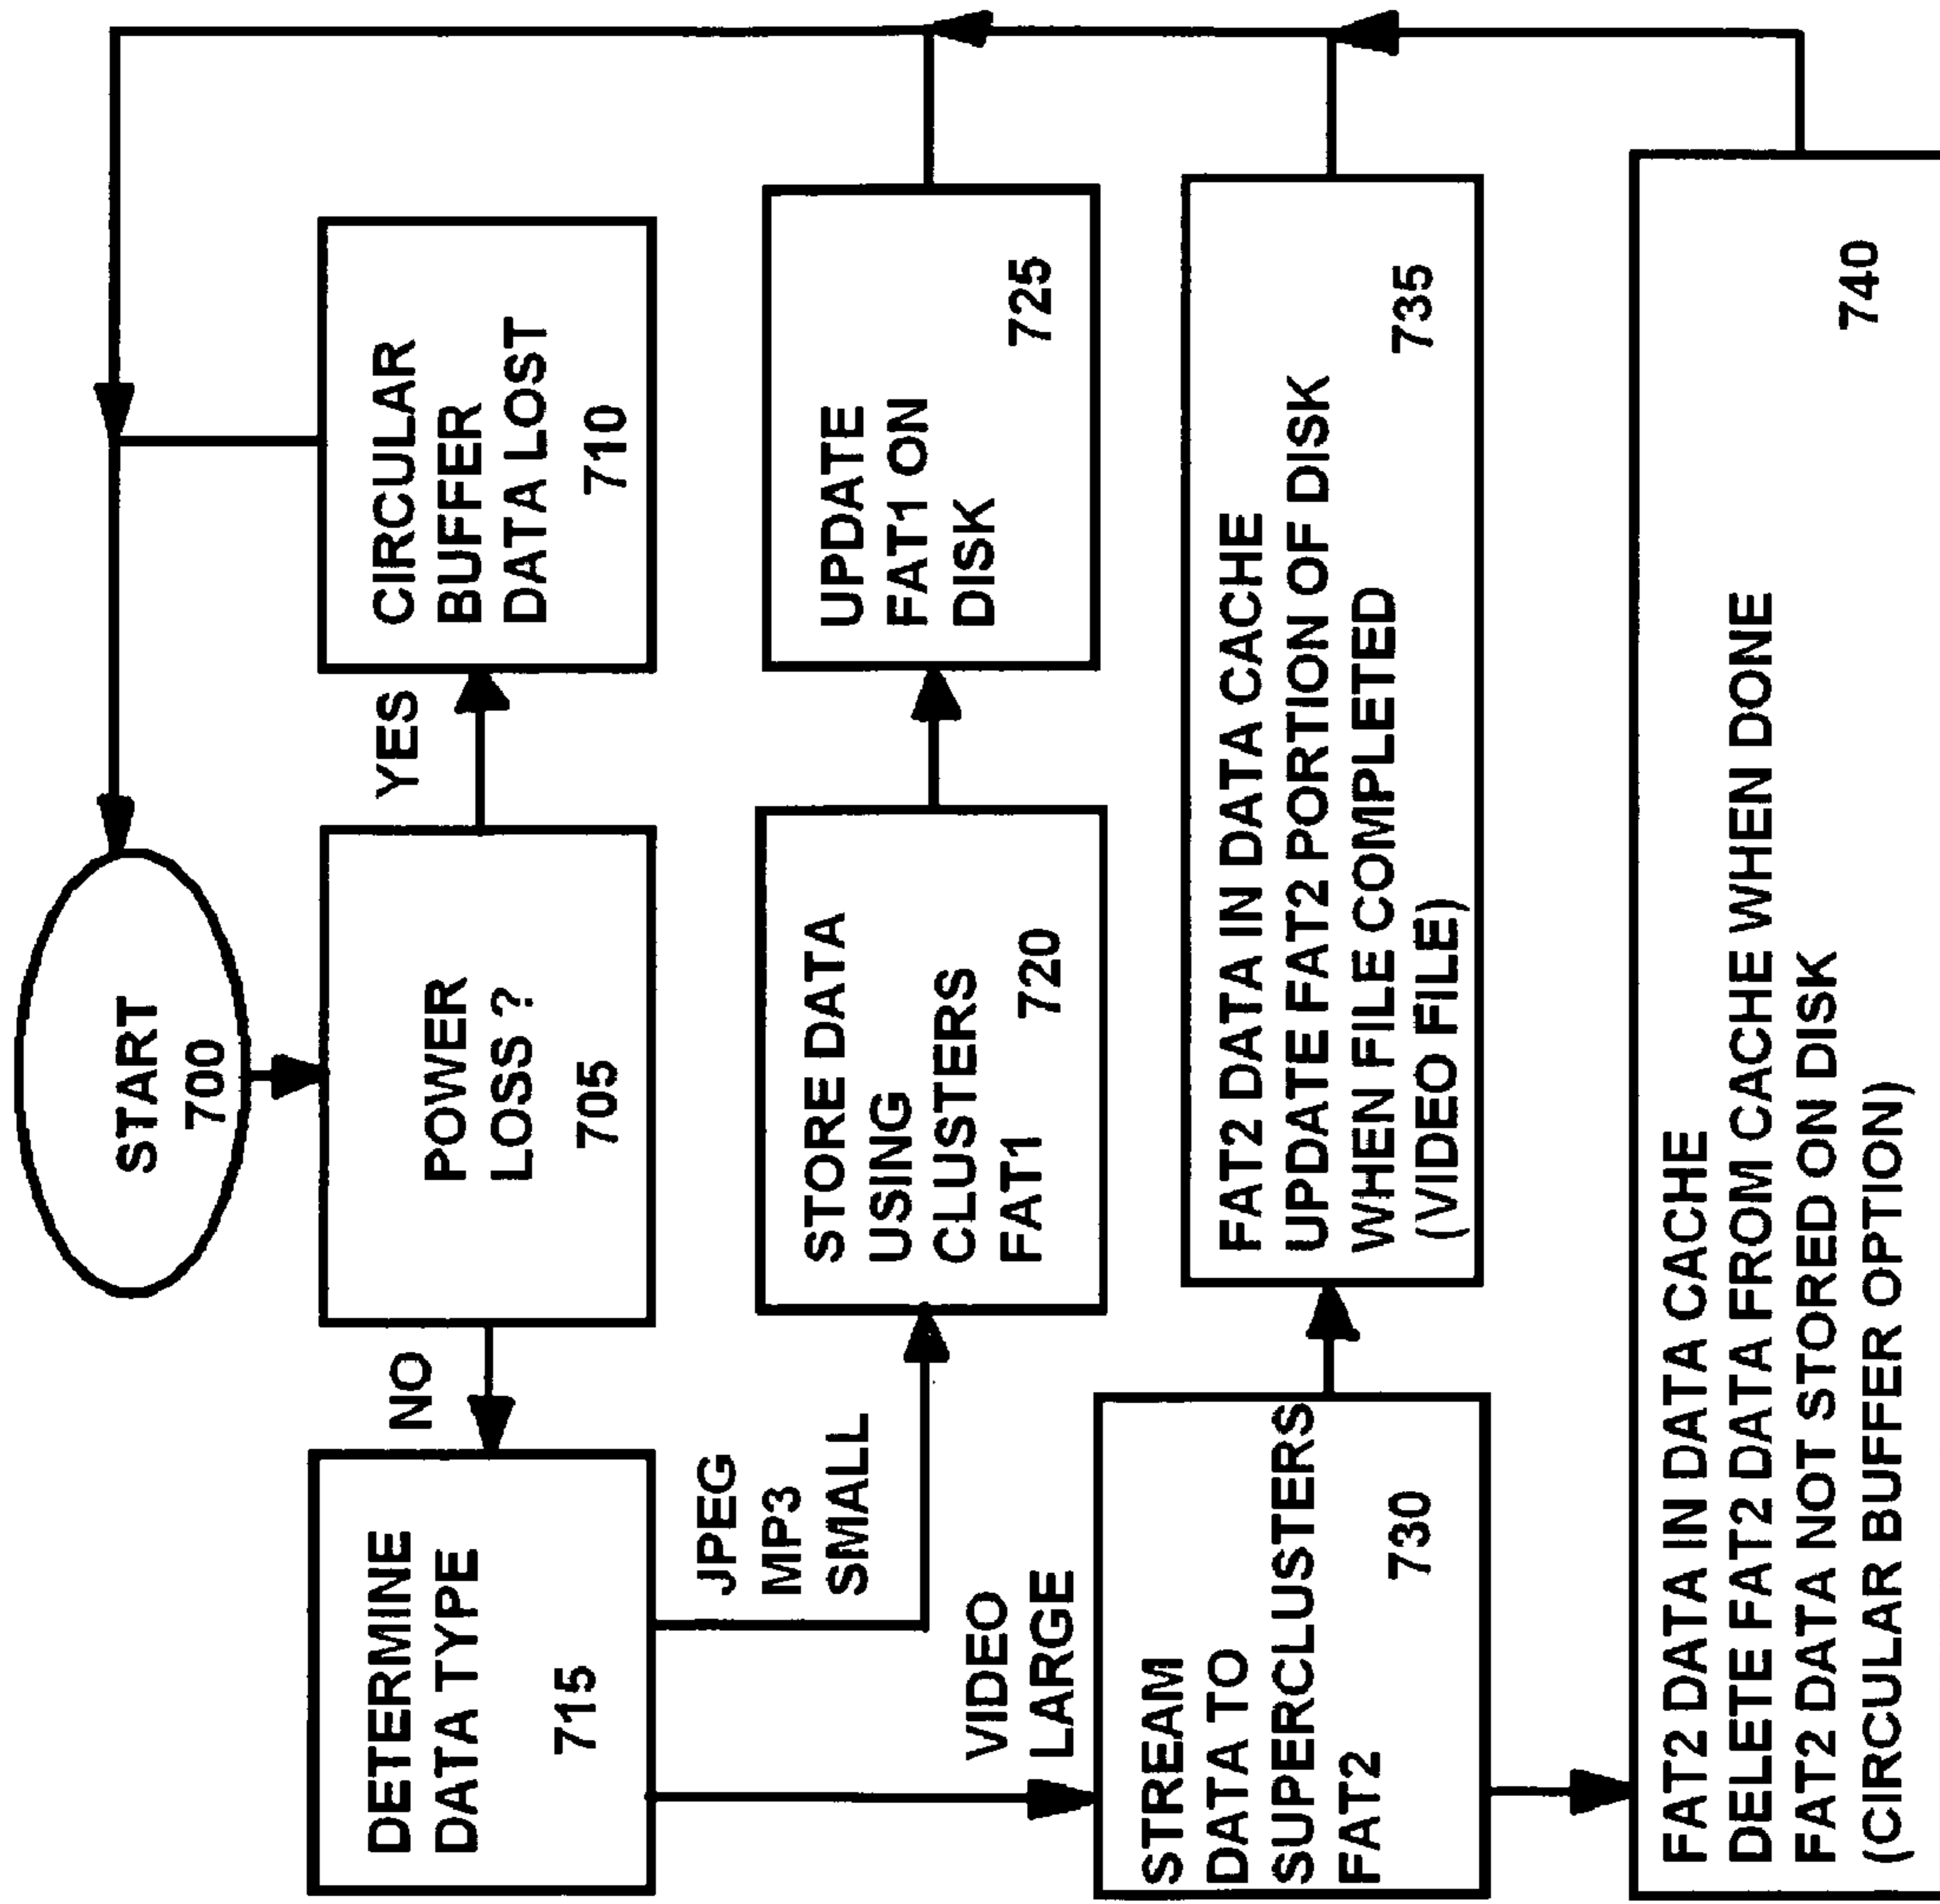 START
700
POWER
LOSS ?
705
YES
CIRCULAR
BUFFER
DATA LOST
710
NO
DETERMINE
DATA TYPE
715
JPEG
MP3
SMALL
STORE DATA
USING
CLUSTERS
FAT1
720
UPDATE
FAT1 ON
DISK
725
VIDEO
LARGE
STREAM
DATA TO
SUPERCLUSTERS
FAT2
730
FAT2 DATA IN DATA CACHE
UPDATE FAT2 PORTION OF DISK
WHEN FILE COMPLETED
(VIDEO FILE)
735
FAT2 DATA IN DATA CACHE
DELETE FAT2 DATA FROM CACHE WHEN DONE
FAT2 DATA NOT STORED ON DISK
(CIRCULAR BUFFER OPTION)
740